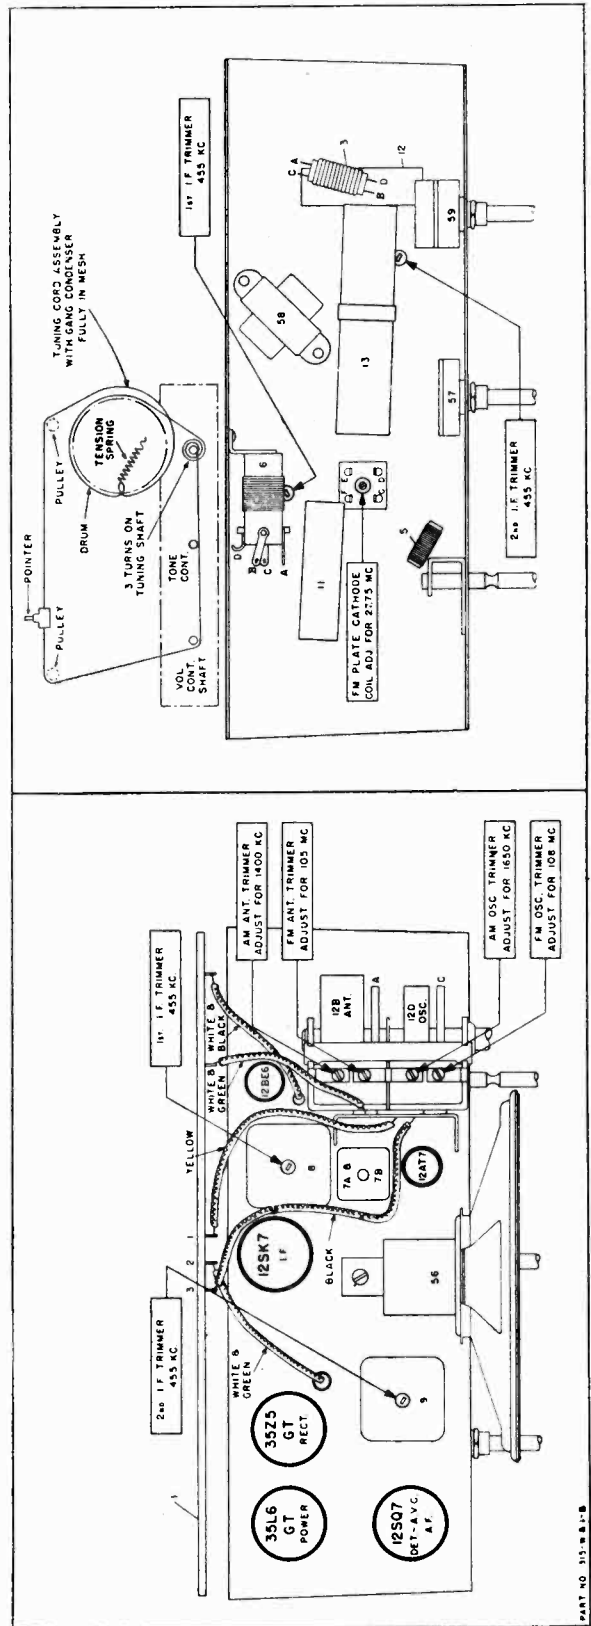 POINTER
PULLEY
PULLEY
DRUM
TENSION
SPRING
TUNING CORD ASSEMBLY
WITH GANG CONDENSER
FULLY IN MESH
3 TURNS ON
TUNING SHAFT
VOL.
CONT.
SHAFT
TONE
CONT.
1st I.F. TRIMMER
455 KC
D
B
C
A
6
58
C
A
3
B
D
12
11
F
E
C
D
13
59
57
5
FM PLATE CATHODE
COIL ADJ FOR 27.75 MC
2nd I.F. TRIMMER
455 KC
2nd I.F. TRIMMER
455 KC
1st I.F. TRIMMER
455 KC
AM ANT. TRIMMER
ADJUST FOR 1400 KC
FM ANT. TRIMMER
ADJUST FOR 105 MC
1
3
2
1
YELLOW
WHITE &
GREEN
WHITE &
BLACK
35L6
GT
POWER
35Z5
GT
RECT.
WHITE &
GREEN
12SK7
I.F.
8
12BE6
12B
ANT.
A
12D
OSC.
C
BLACK
7A &
7B
12AT7
12SQ7
DET-A.V.C.
A.F.
9
56
AM OSC TRIMMER
ADJUST FOR 1650 KC
FM OSC. TRIMMER
ADJUST FOR 108 MC
PART NO.